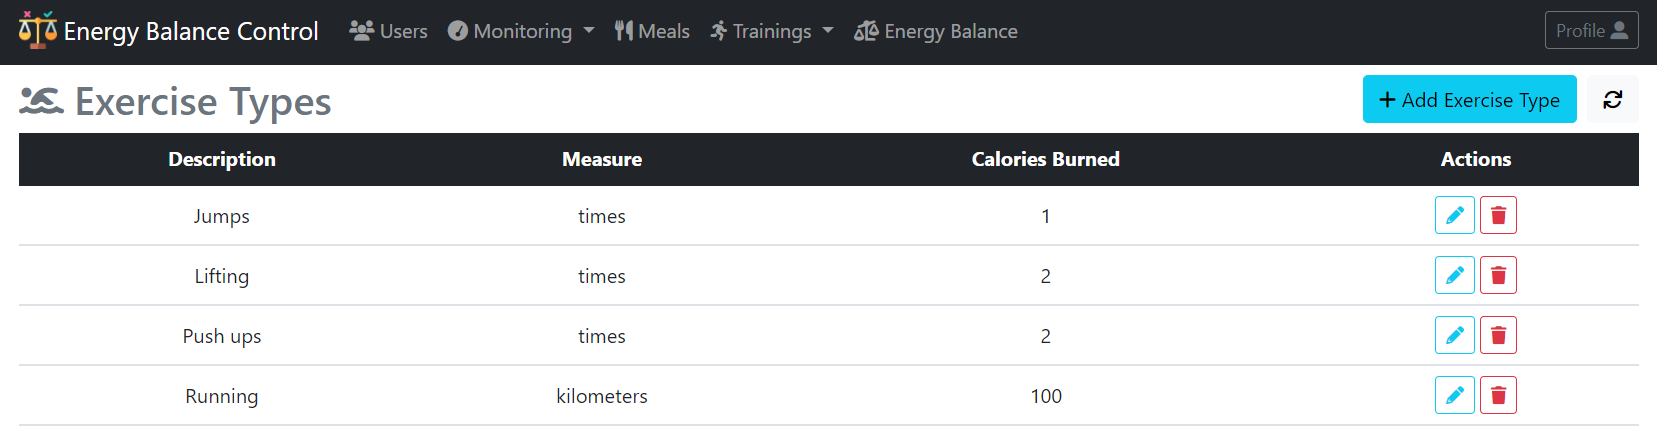 Energy Balance Control Users Monitoring Meals Trainings Energy Balance Profile
Exercise Types Add Exercise Type
Description Measure Calories Burned Actions
Jumps times 1
Lifting times 2
Push ups times 2
Running kilometers 100